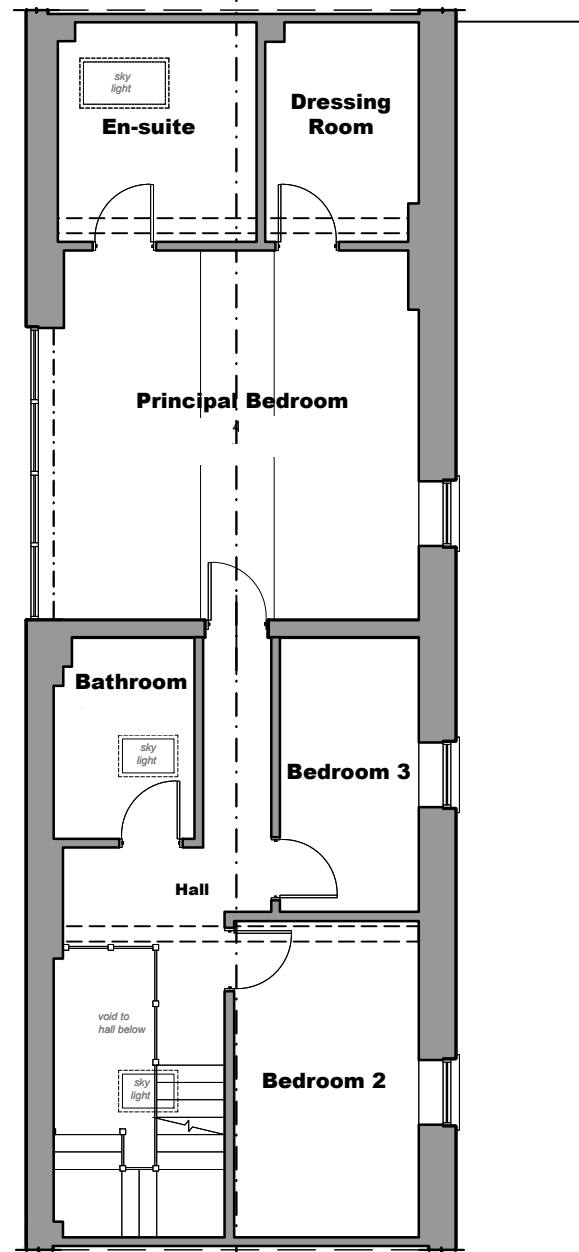 sky
light
En-suite
Dressing
Room
Principal Bedroom
Bathroom
sky
light
Bedroom 3
Hall
void to
hall below
sky
light
Bedroom 2